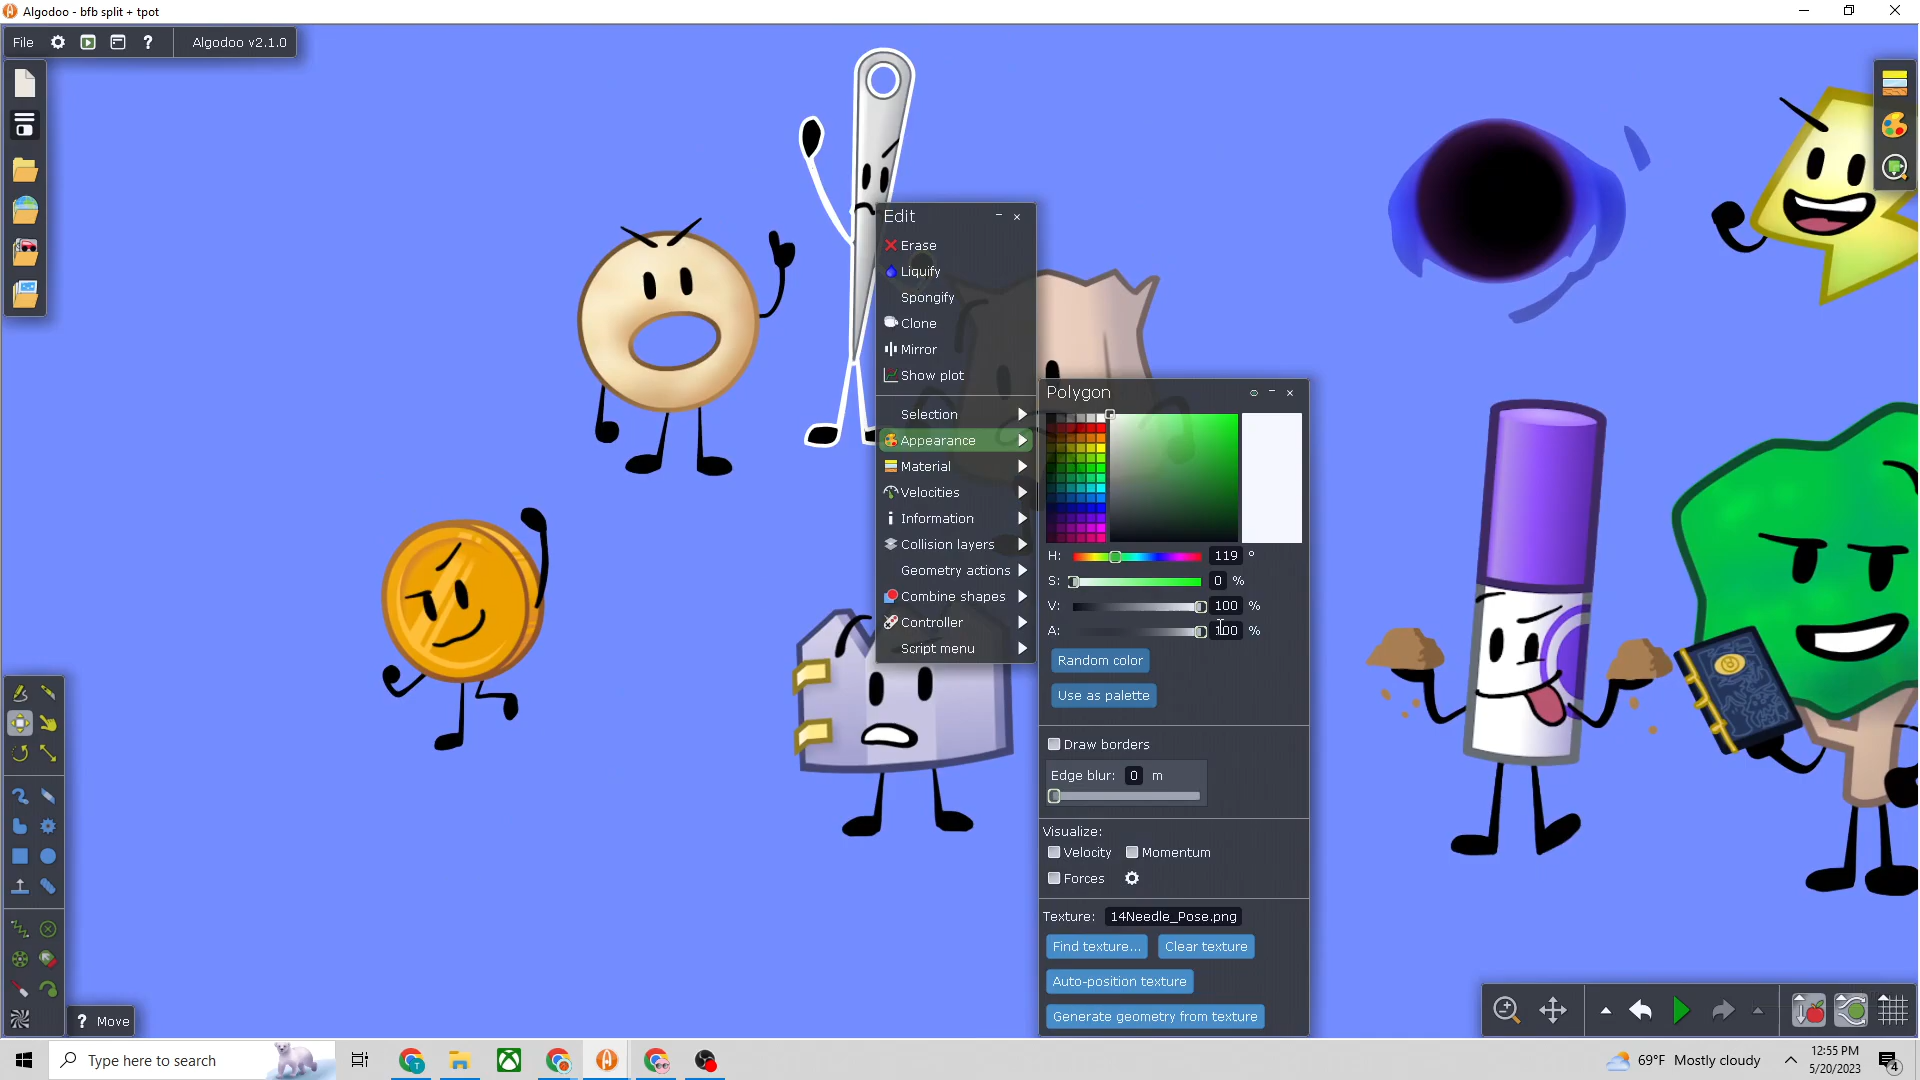 Algodoo - bfb split + tpot
File
?
Algodoo v2.1.0
Edit
Erase
Liquify
Spongify
Clone
Mirror
Show plot
Selection
Appearance
Material
Velocities
Information
Collision layers
Geometry actions
Combine shapes
Controller
Script menu
Polygon
H: 119 °
S: 0 %
V: 100 %
A: 100 %
Random color
Use as palette
Draw borders
Edge blur: 0 m
Visualize:
Velocity Momentum
Forces
Texture: 14Needle_Pose.png
Find texture... Clear texture
Auto-position texture
Generate geometry from texture
? Move
Type here to search
69°F Mostly cloudy
12:55 PM
5/20/2023
4